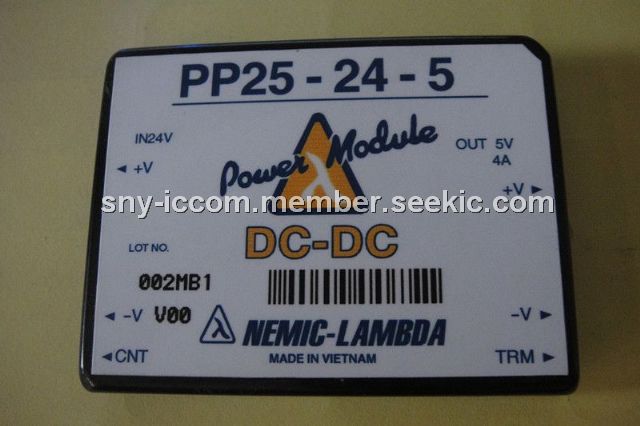 PP25 - 24 - 5
IN24V
OUT 5V
4A
+V
+V
Power Module
sny-iccom.member.seekic.com
DC-DC
LOT NO.
002MB1
-V V00
-V
NEMIC-LAMBDA
CNT
MADE IN VIETNAM
TRM